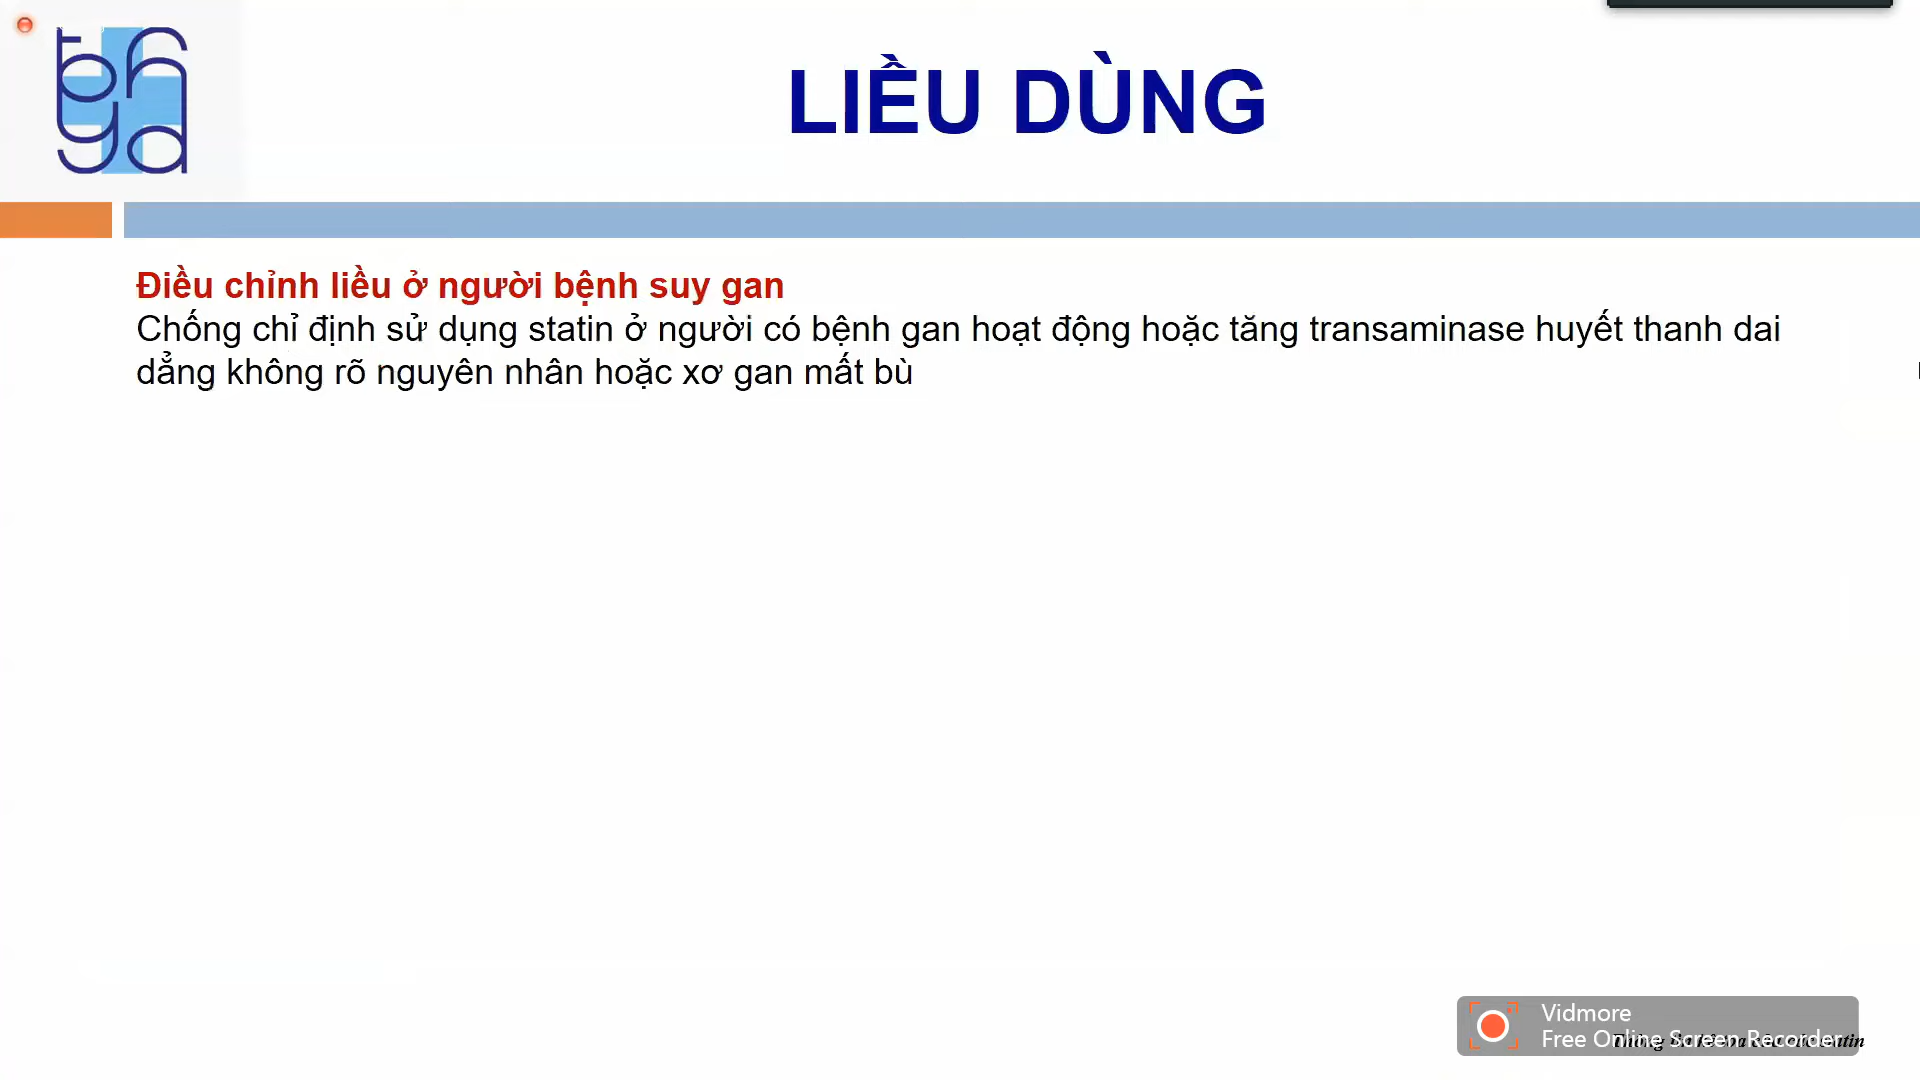 LIỀU DÙNG
Điều chỉnh liều ở người bệnh suy gan
Chống chỉ định sử dụng statin ở người có bệnh gan hoạt động hoặc tăng transaminase huyết thanh dai
dẳng không rõ nguyên nhân hoặc xơ gan mất bù
Vidmore
Free Online Screen Recorder